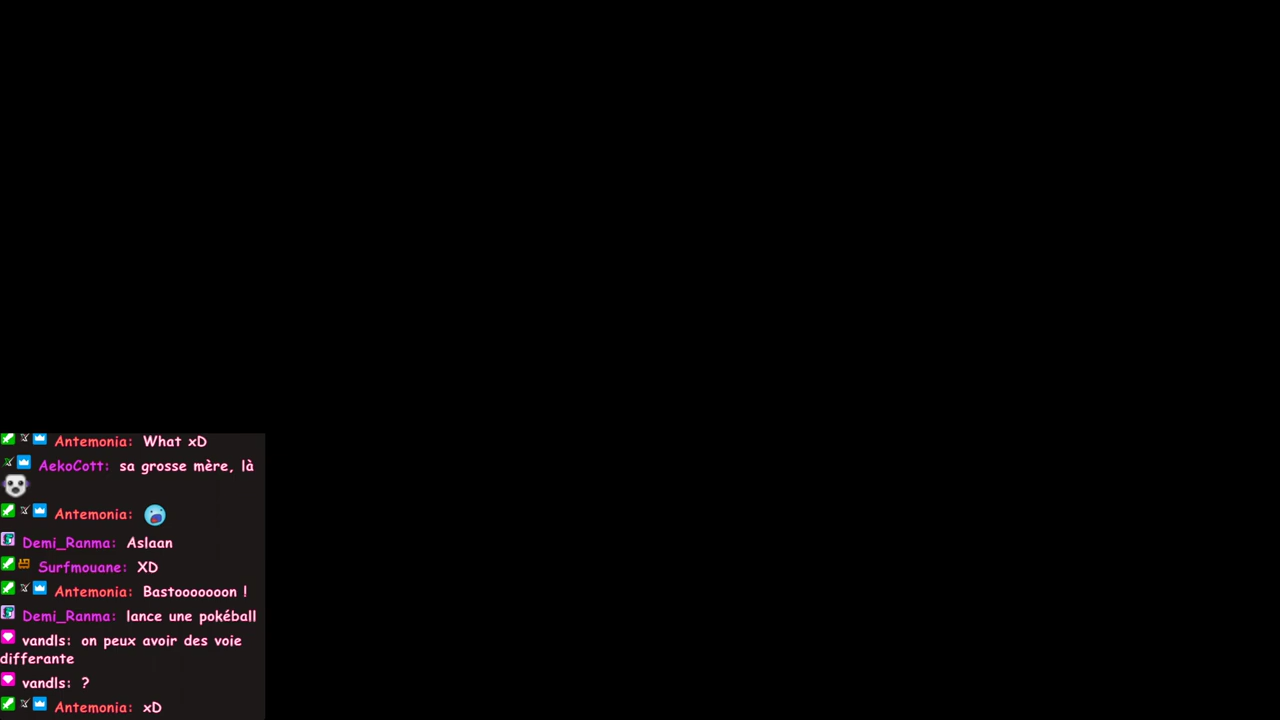 Antemonia: What xD
AekoCott: sa grosse mère, là
Antemonia:
Demi_Ranma: Aslaan
Surfmouane: XD
Antemonia: Bastooooooon !
Demi_Ranma: lance une pokéball
vandls: on peux avoir des voie
differante
vandls: ?
Antemonia: xD